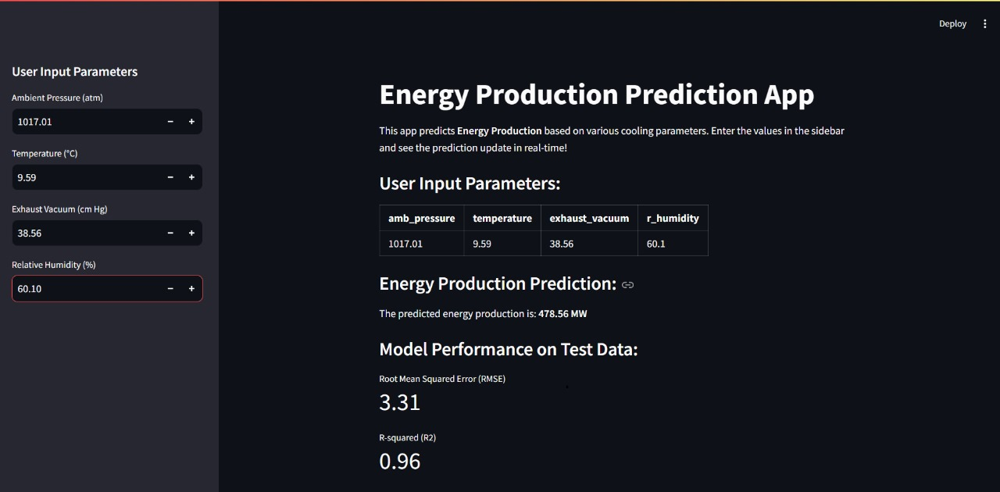 Deploy
User Input Parameters
Ambient Pressure (atm)
1017.01
Temperature (°C)
9.59
Exhaust Vacuum (cm Hg)
38.56
Relative Humidity (%)
60.10
Energy Production Prediction App
This app predicts Energy Production based on various cooling parameters. Enter the values in the sidebar
and see the prediction update in real-time!
User Input Parameters:
amb_pressure temperature exhaust_vacuum r_humidity
1017.01 9.59 38.56 60.1
Energy Production Prediction:
The predicted energy production is: 478.56 MW
Model Performance on Test Data:
Root Mean Squared Error (RMSE)
3.31
R-squared (R2)
0.96